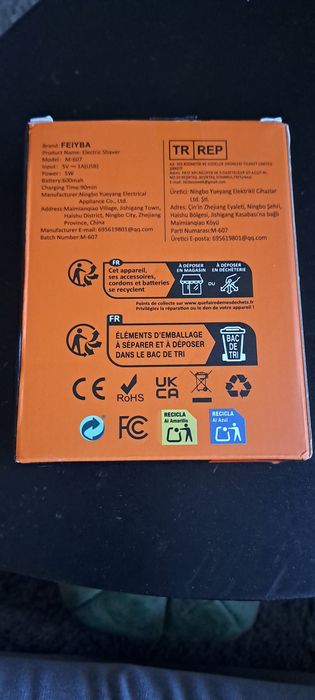 Brand: FEIYBA
Product Name: Electric Shaver
Model: M-607
Input: 5V 1A(USB)
Power: 5W
Battery:600mah
Charging Time:90min
Manufacturer:Ningbo Yueyang Electrical
Appliance Co., Ltd.
Address:Maimianqiao Village, Jishigang Town,
Haishu District, Ningbo City, Zhejiang
Province, China
Manufacturer E-mail: 695619801@qq.com
Batch Number:M-607
TR REP
Üretici: Ningbo Yueyang Elektrikli Cihazlar
Ltd. Şti.
Adres: Çin'in Zhejiang Eyaleti, Ningbo Şehri,
Haishu Bölgesi, Jishigang Kasabası'na bağlı
Maimianqiao Köyü
Parti Numarası:M-607
Üretici E-posta: 695619801@qq.com
FR
Cet appareil,
ses accessoires,
cordons et batteries
se recyclent
À DÉPOSER
EN MAGASIN
À DÉPOSER
EN DÉCHÈTERIE
Points de collecte sur www.quefairedemesdechets.fr
Privilégiez la réparation ou le don de votre appareil !
FR
ÉLÉMENTS D'EMBALLAGE
À SÉPARER ET À DÉPOSER
DANS LE BAC DE TRI
BAC
DE
TRI
CE
RoHS
UK
CA
FC
RECICLA
Al Amarillo
RECICLA
Al Azul